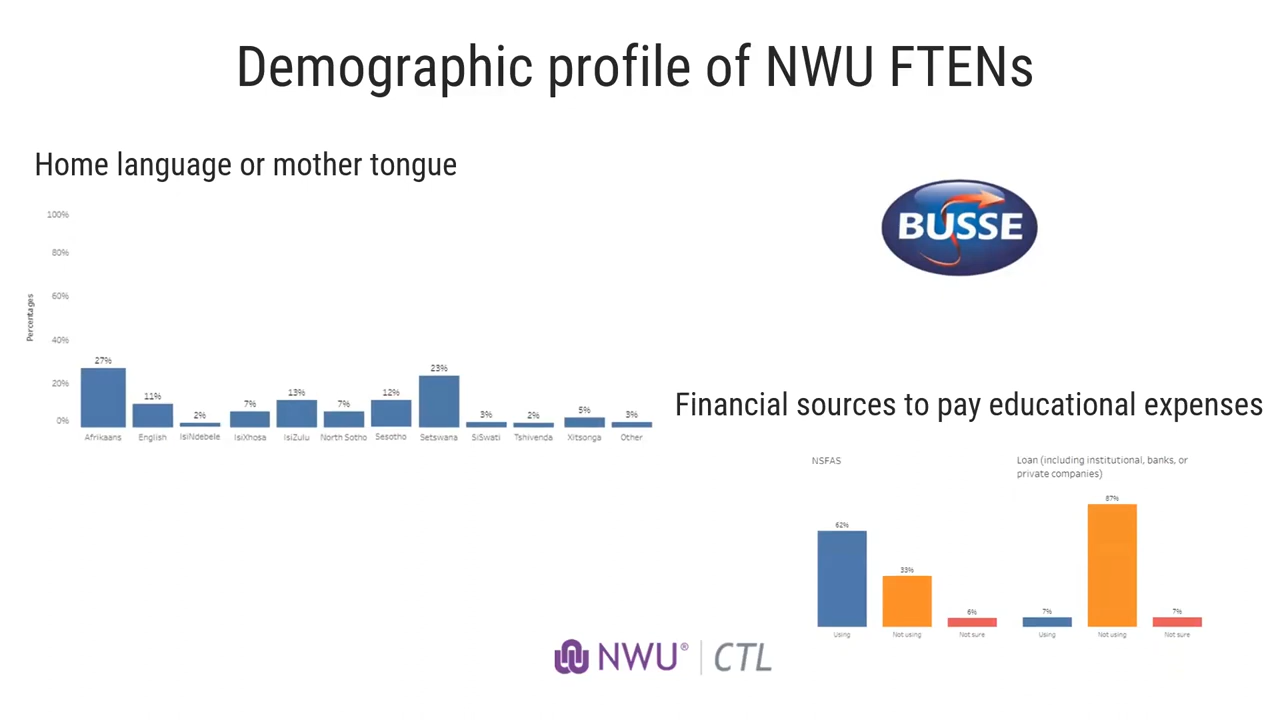 Demographic profile of NWU FTENs
Home language or mother tongue
100%
80%
60%
40%
20%
0%
Percentages
27%
11%
2%
7%
13%
7%
12%
23%
3%
2%
5%
3%
Afrikaans
English
IsiNdebele
IsiXhosa
IsiZulu
North Sotho
Sesotho
Setswana
SiSwati
Tshivenda
Xitsonga
Other
BUSSE
Financial sources to pay educational expenses
NSFAS
62%
33%
6%
Using
Not using
Not sure
Loan (including institutional, banks, or
private companies)
7%
87%
7%
Using
Not using
Not sure
NWU® | CTL